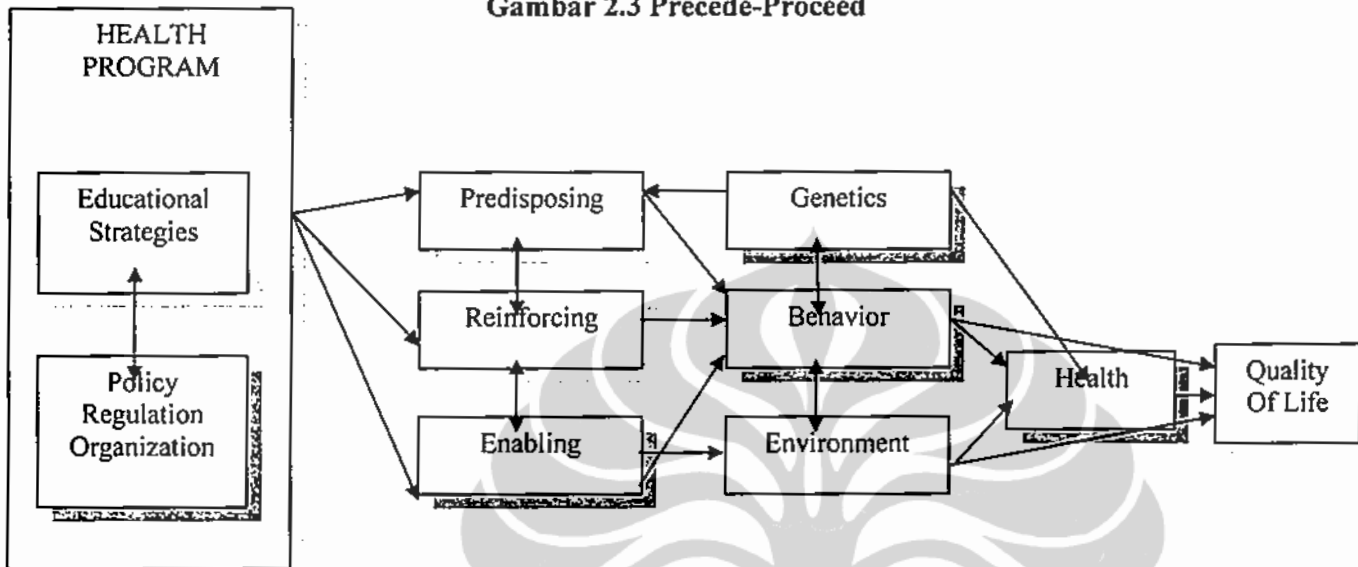 Gambar 2.3 Precede-Proceed
HEALTH
PROGRAM
Educational
Strategies
Policy
Regulation
Organization
Predisposing
Reinforcing
Enabling
Genetics
Behavior
Environment
Health
Quality
Of Life